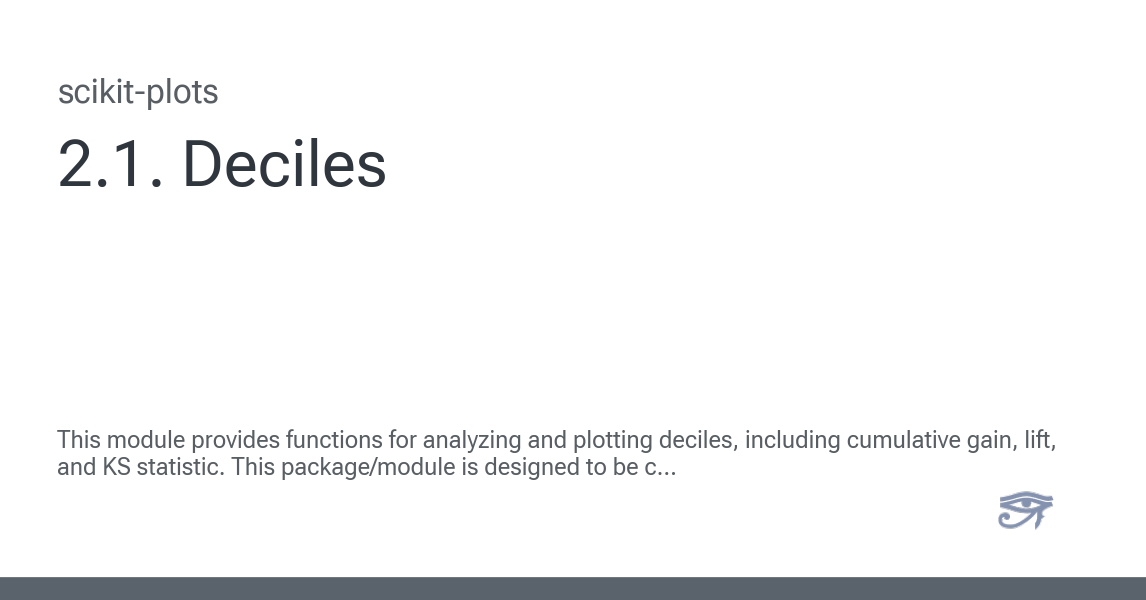 scikit-plots
2.1. Deciles
This module provides functions for analyzing and plotting deciles, including cumulative gain, lift,
and KS statistic. This package/module is designed to be c...